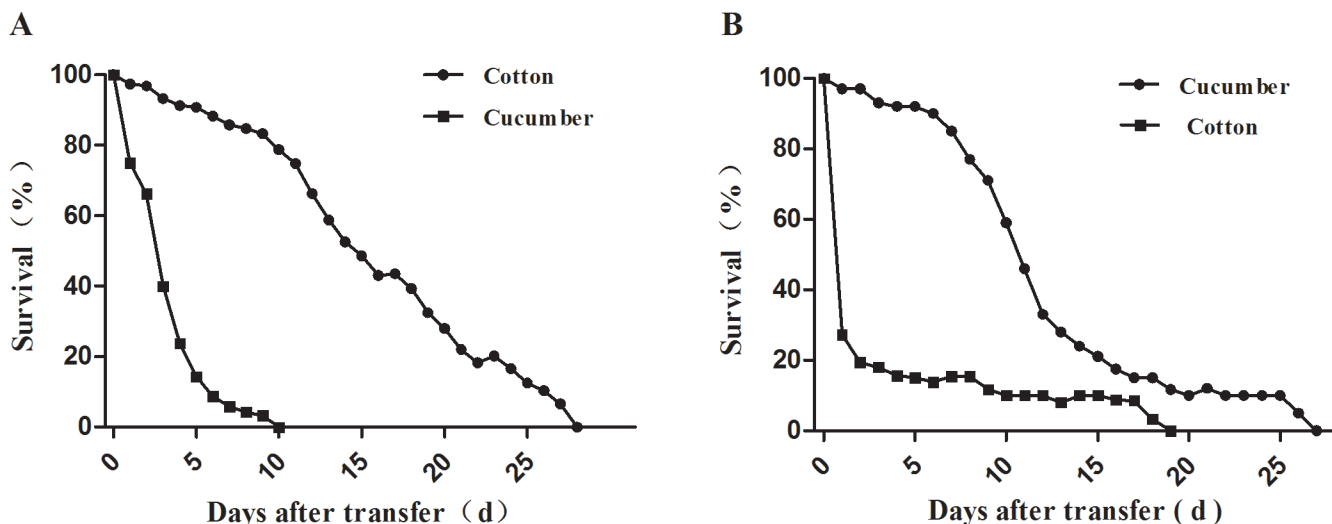 A
Cotton
Cucumber
100
80
60
40
20
0
Survival（%）
0 5 10 15 20 25
Days after transfer（d）
B
Cucumber
Cotton
100
80
60
40
20
0
Survival（%）
0 5 10 15 20 25
Days after transfer ( d )